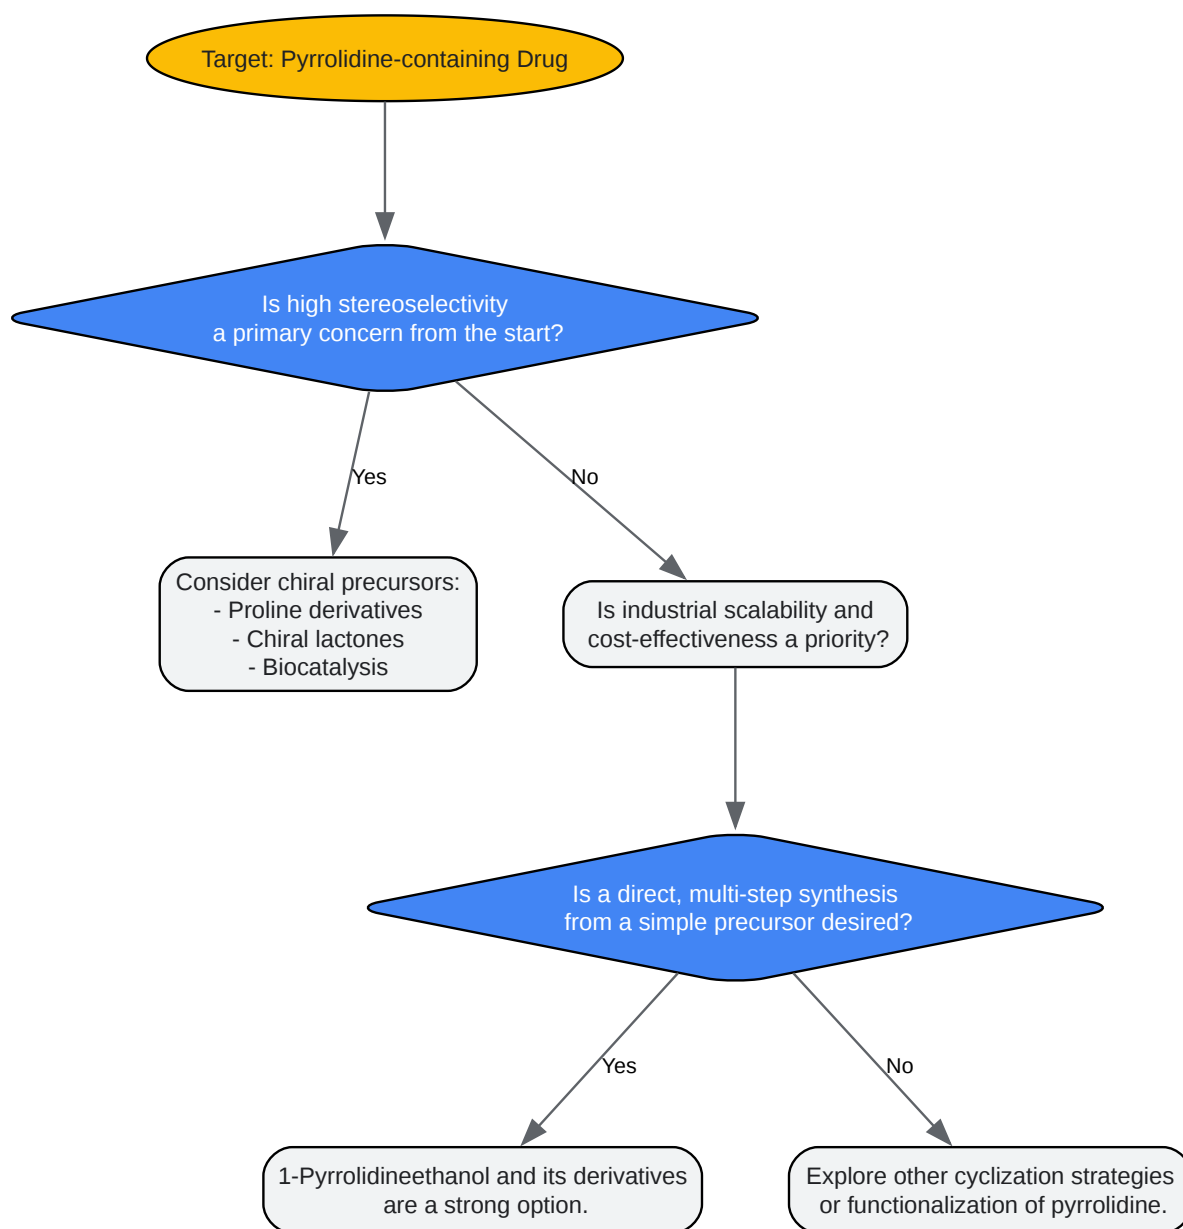 Target: Pyrrolidine-containing Drug
Is high stereoselectivity
a primary concern from the start?
Yes
No
Consider chiral precursors:
- Proline derivatives
- Chiral lactones
- Biocatalysis
Is industrial scalability and
cost-effectiveness a priority?
Is a direct, multi-step synthesis
from a simple precursor desired?
Yes
No
1-Pyrrolidineethanol and its derivatives
are a strong option.
Explore other cyclization strategies
or functionalization of pyrrolidine.